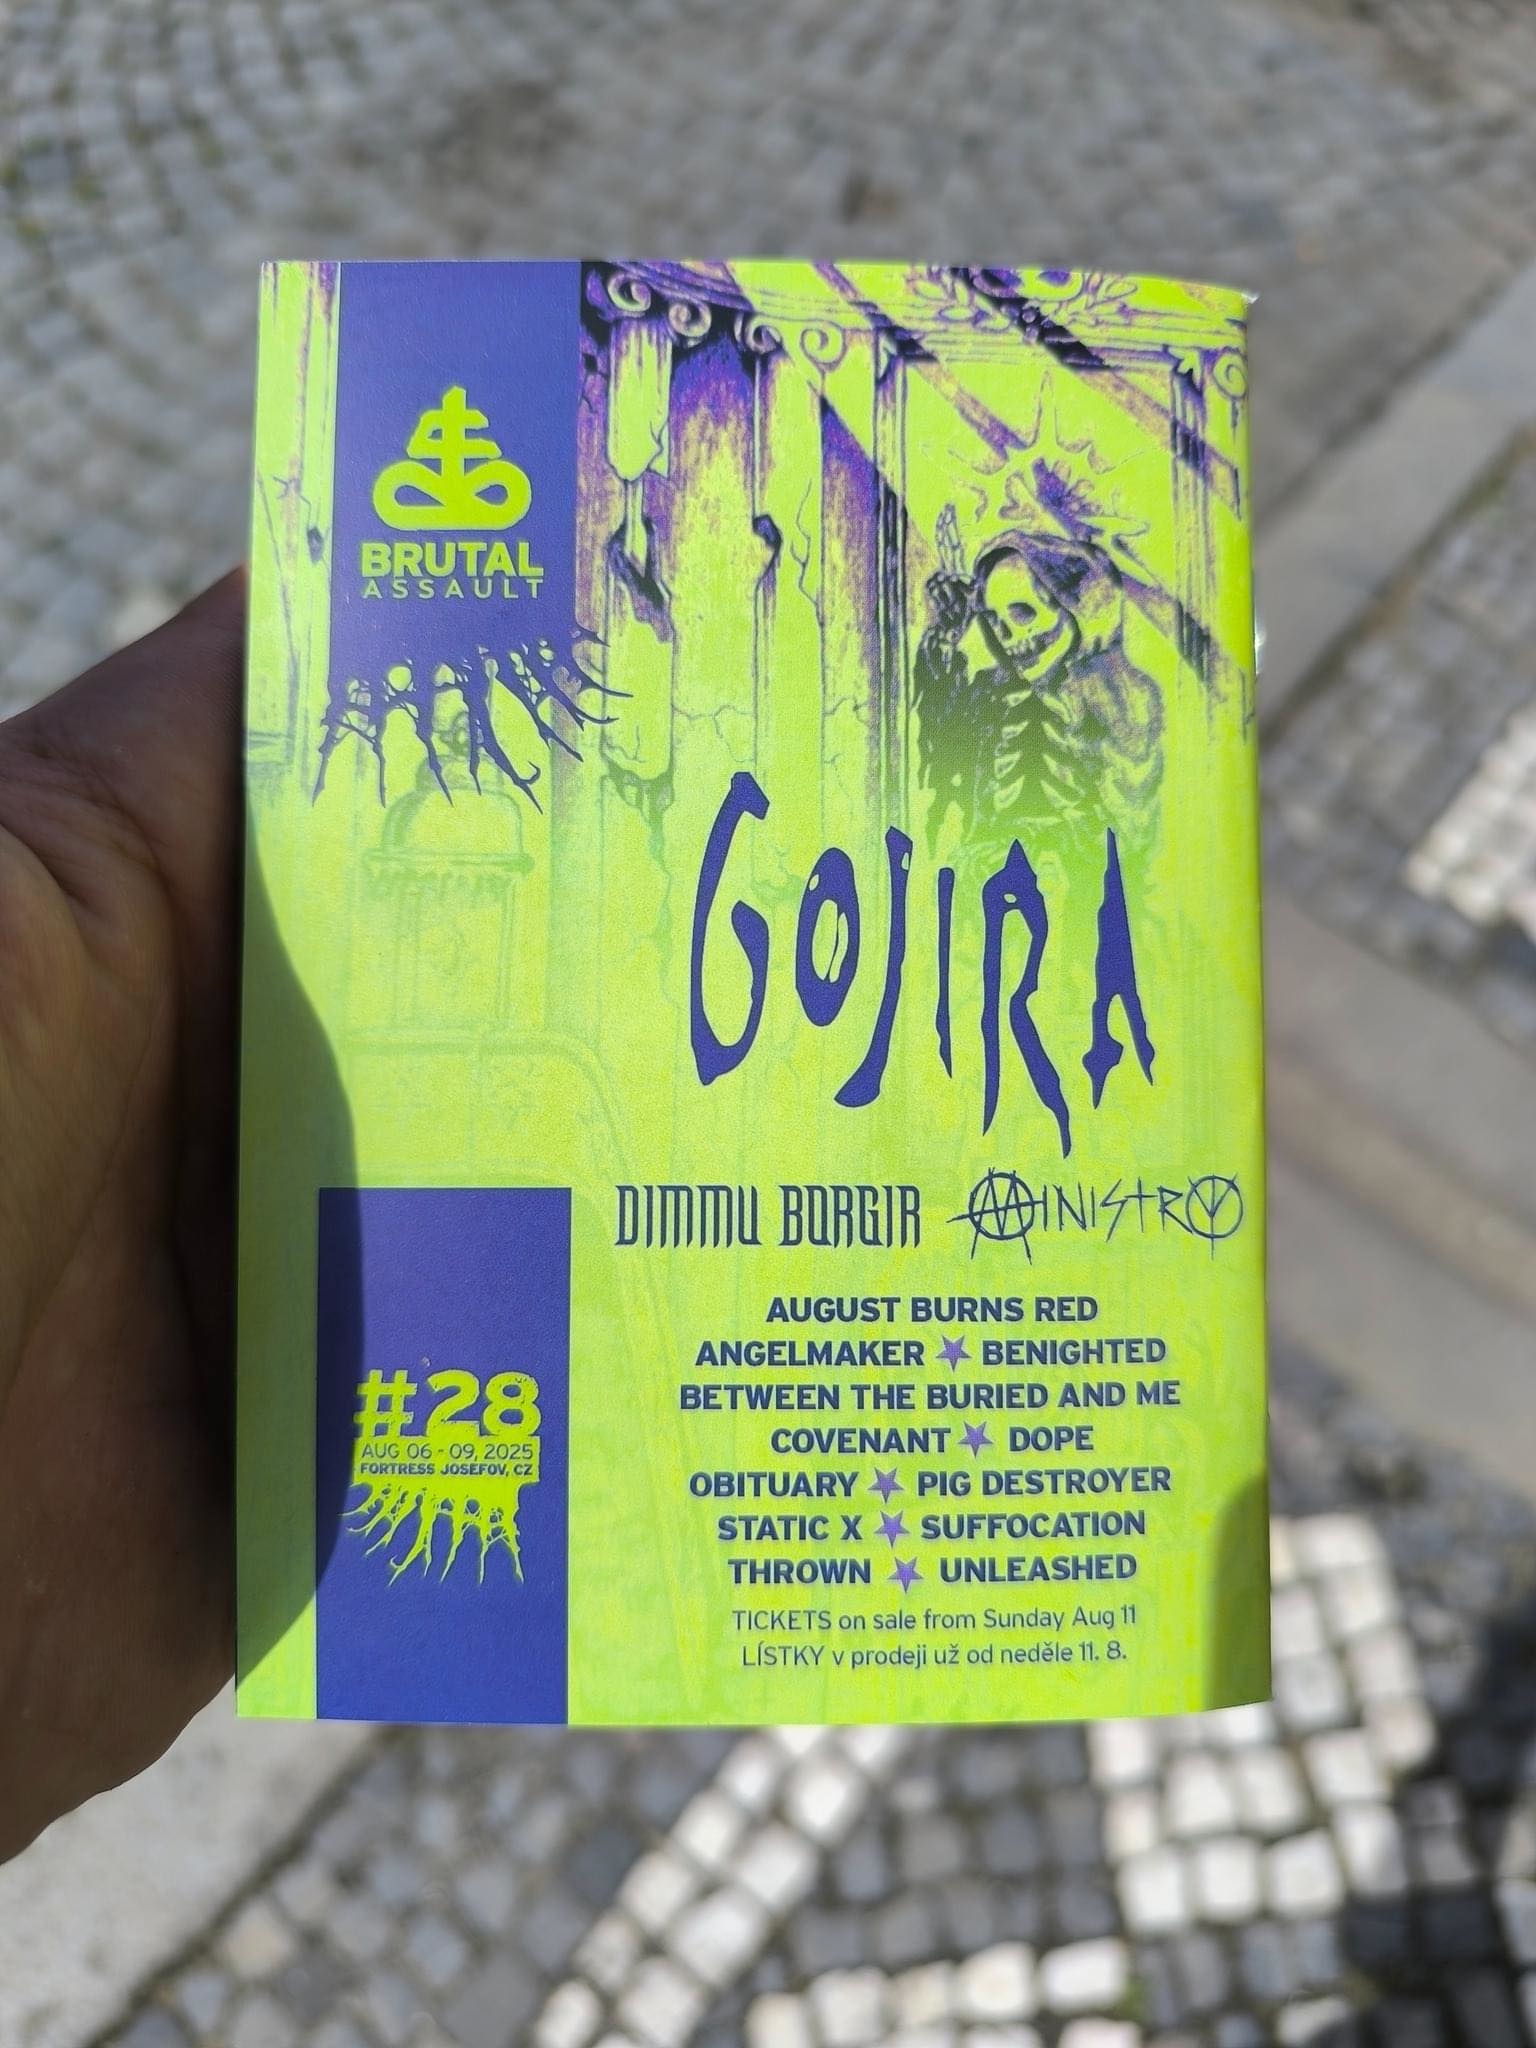 BRUTAL
ASSAULT
GOJIRA
DIMMU BORGIR MINISTRY
AUGUST BURNS RED
ANGELMAKER ★ BENIGHTED
BETWEEN THE BURIED AND ME
COVENANT ★ DOPE
OBITUARY ★ PIG DESTROYER
STATIC X ★ SUFFOCATION
THROWN ★ UNLEASHED
TICKETS on sale from Sunday Aug 11
LÍSTKY v prodeji už od neděle 11. 8.
#28
AUG 06 - 09, 2025
FORTRESS JOSEFOV, CZ